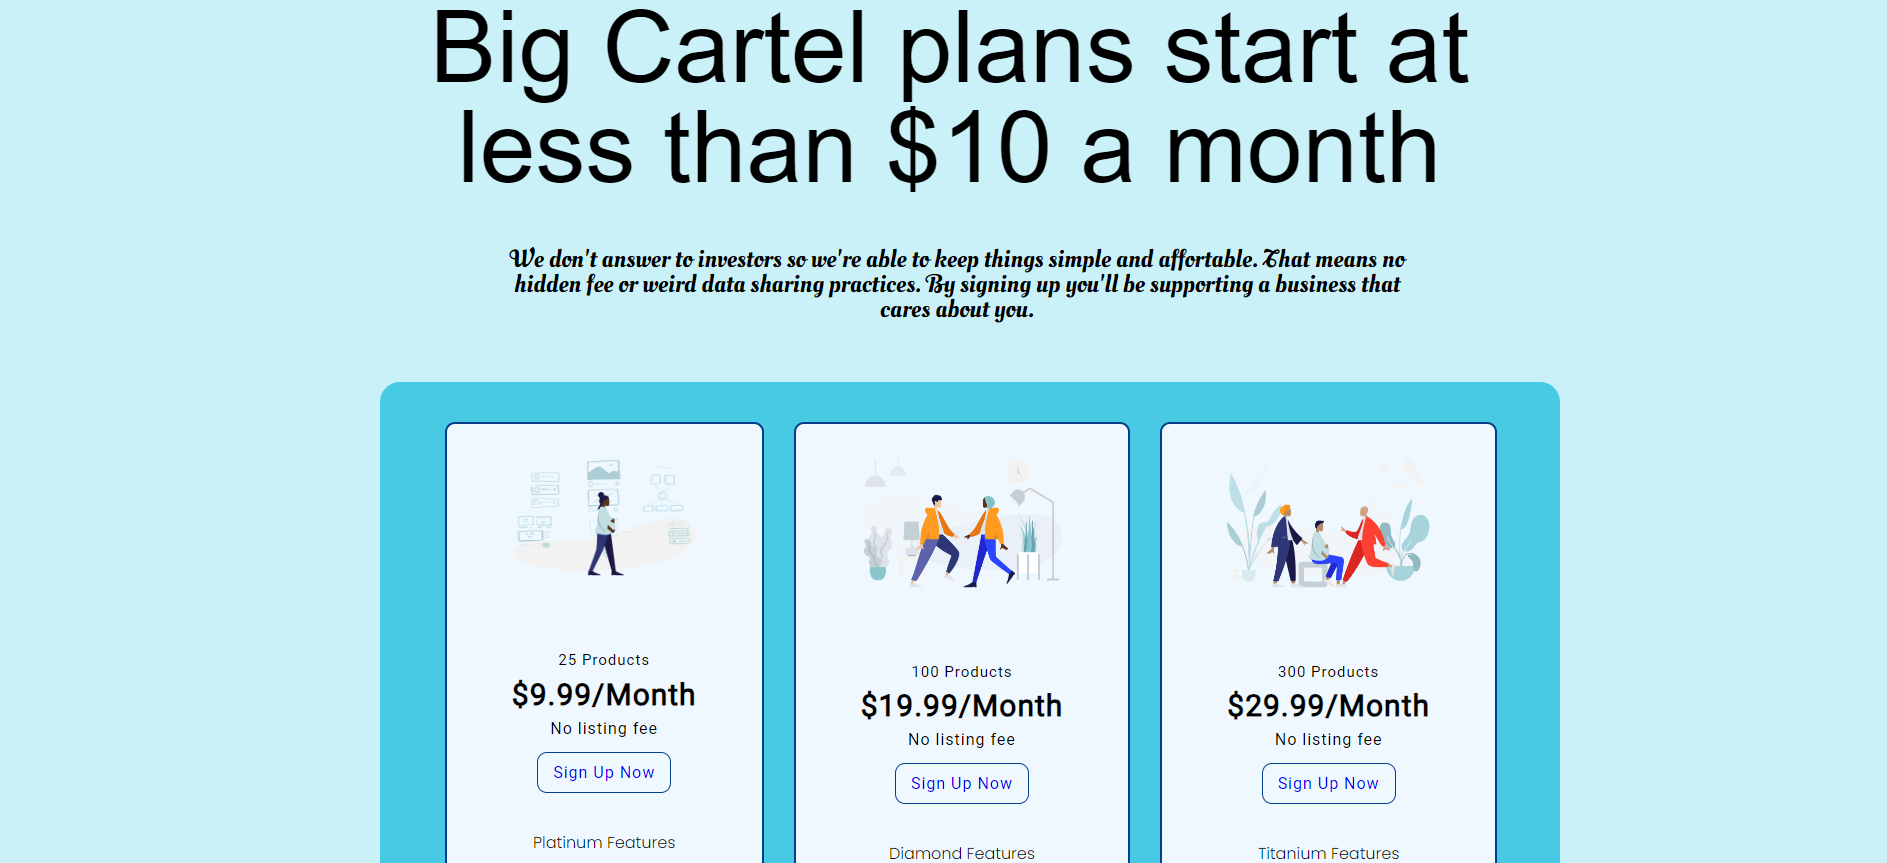 Big Cartel plans start at
less than $10 a month
We don't answer to investors so we're able to keep things simple and affortable. That means no
hidden fee or weird data sharing practices. By signing up you'll be supporting a business that
cares about you.
25 Products
$9.99/Month
No listing fee
Sign Up Now
Platinum Features
100 Products
$19.99/Month
No listing fee
Sign Up Now
Diamond Features
300 Products
$29.99/Month
No listing fee
Sign Up Now
Titanium Features